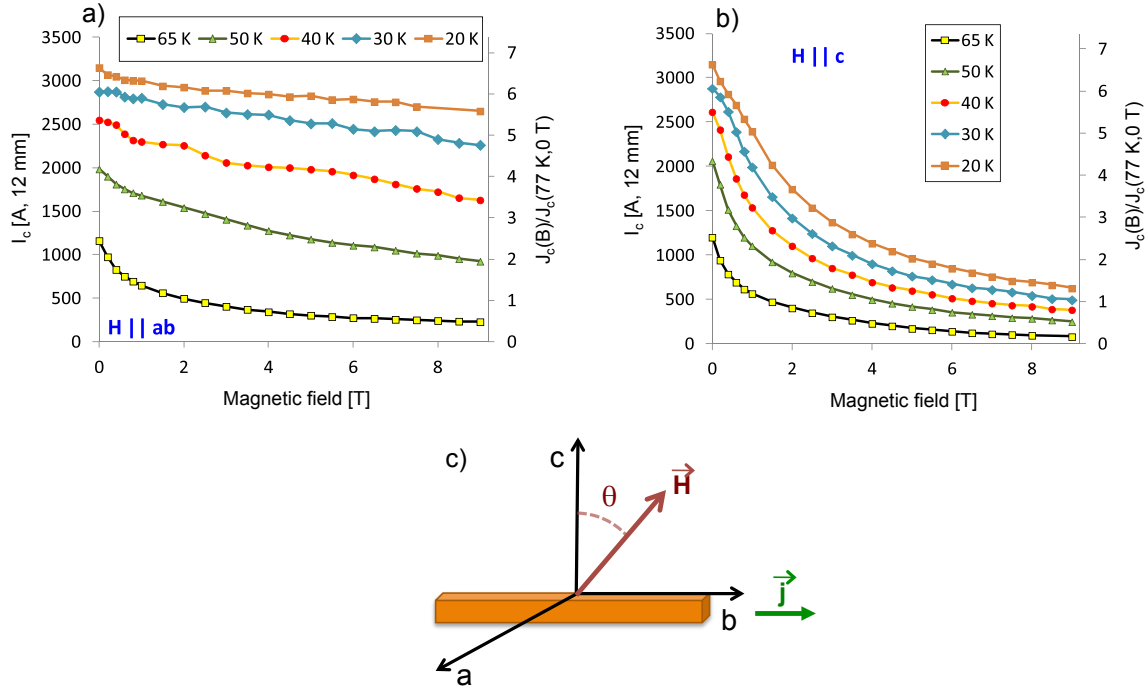 a)
65 K 50 K 40 K 30 K 20 K
3500
3000
2500
2000
1500
1000
500
0
I_c [A, 12 mm]
7
6
5
4
3
2
1
0
J_c(B)/J_c(77 K,0 T)
H || ab
0 2 4 6 8
Magnetic field [T]
b)
H || c
65 K
50 K
40 K
30 K
20 K
3500
3000
2500
2000
1500
1000
500
0
I_c [A, 12 mm]
7
6
5
4
3
2
1
0
J_c(B)/J_c(77 K,0 T)
0 2 4 6 8
Magnetic field [T]
c)
c
θ
H
j
b
a